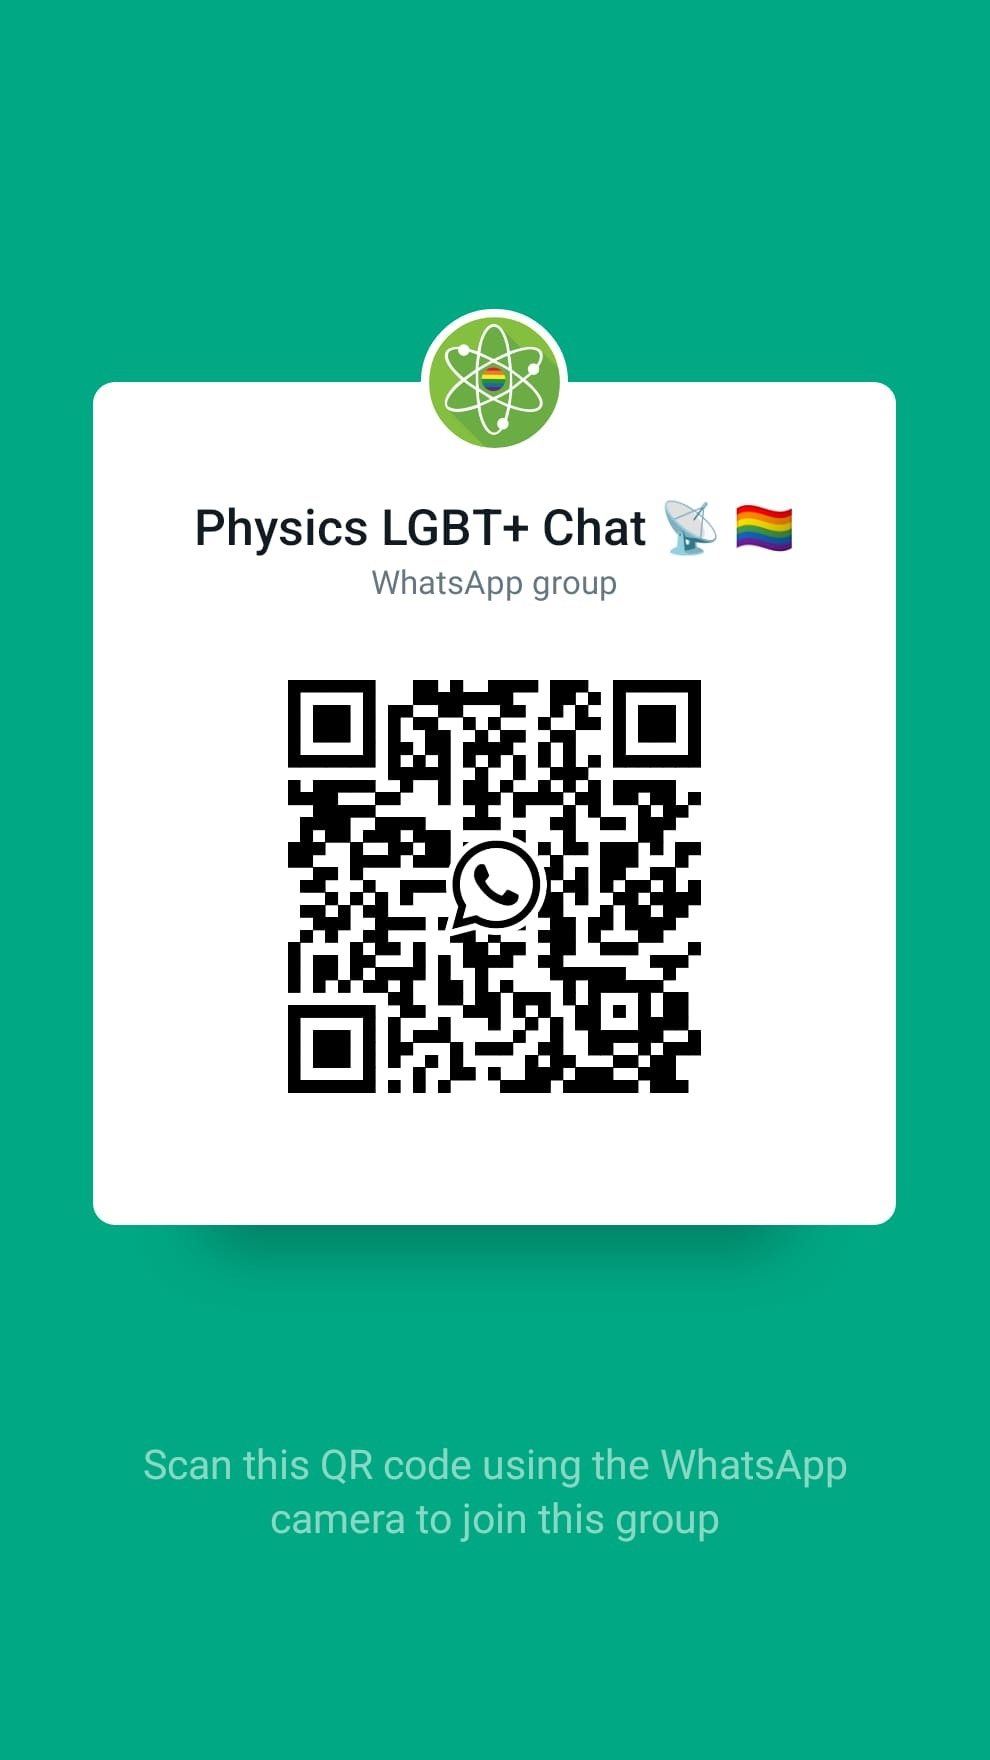 Physics LGBT+ Chat 📡 🏳️‍🌈
WhatsApp group
Scan this QR code using the WhatsApp
camera to join this group